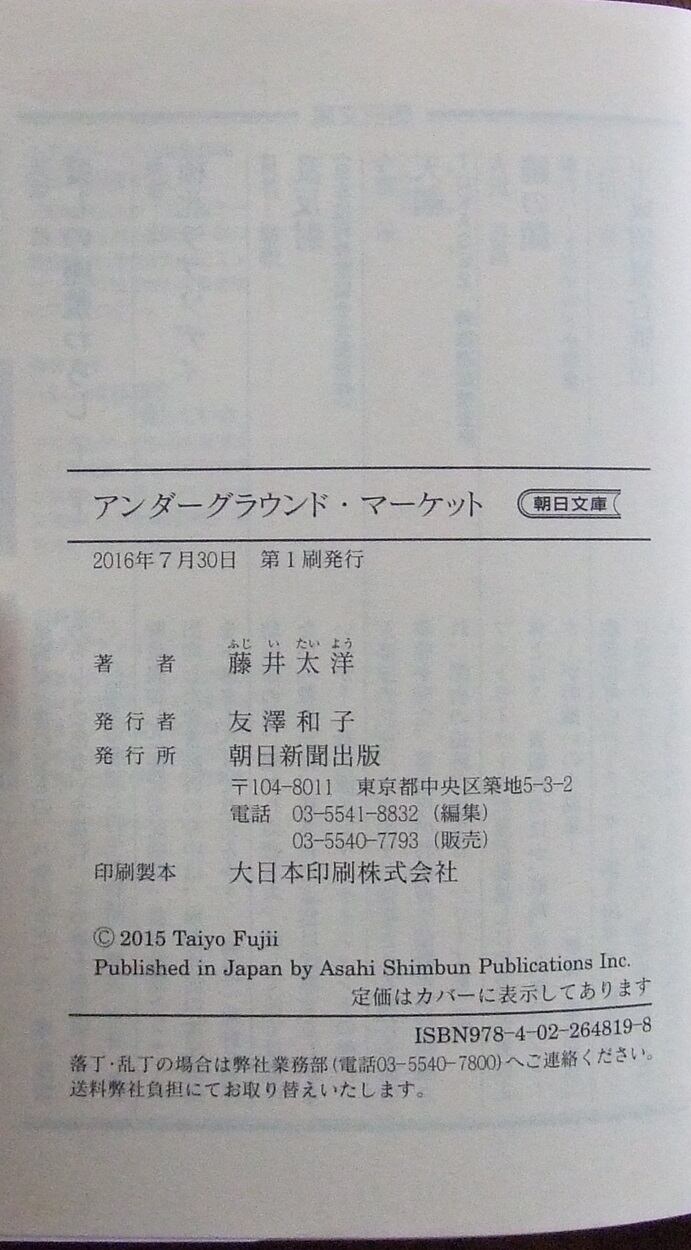 アンダーグラウンド・マーケット 朝日文庫
2016年7月30日 第1刷発行
ふじ い たい よう
著者 藤井太洋
発行者 友澤和子
発行所 朝日新聞出版
〒104-8011 東京都中央区築地5-3-2
電話 03-5541-8832(編集)
03-5540-7793(販売)
印刷製本 大日本印刷株式会社
Ⓒ 2015 Taiyo Fujii
Published in Japan by Asahi Shimbun Publications Inc.
定価はカバーに表示してあります
ISBN978-4-02-264819-8
落丁・乱丁の場合は弊社業務部(電話03-5540-7800)へご連絡ください。
送料弊社負担にてお取り替えいたします。